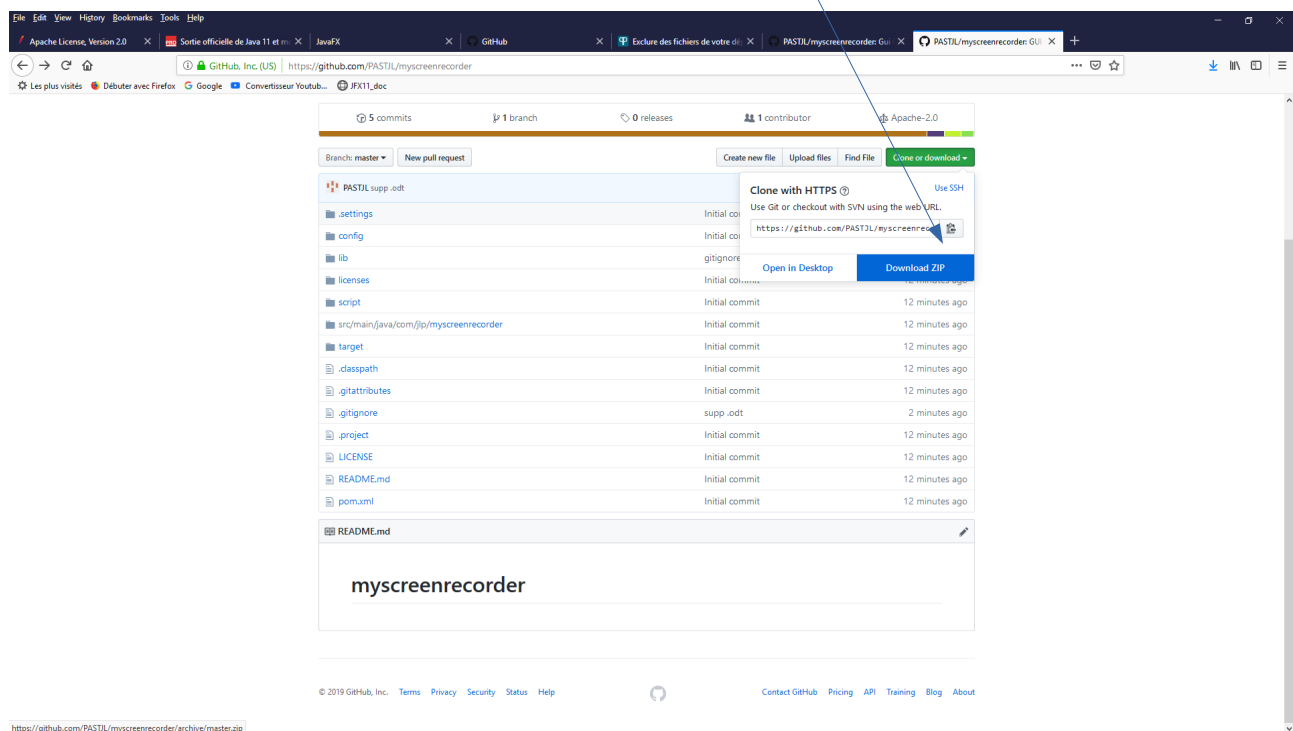 File Edit View History Bookmarks Tools Help
Apache License, Version 2.0
Sortie officielle de Java 11 et m
JavaFX
GitHub
Exclure des fichiers de votre dé
PASTJL/myscreenrecorder: Gui
PASTJL/myscreenrecorder: GUI
GitHub, Inc. (US) https://github.com/PASTJL/myscreenrecorder
Les plus visités Débuter avec Firefox Google Convertisseur Youtub... JFX11_doc
5 commits 1 branch 0 releases 1 contributor Apache-2.0
Branch: master New pull request Create new file Upload files Find File Clone or download
PASTJL supp .odt
Clone with HTTPS Use SSH
Use Git or checkout with SVN using the web URL.
https://github.com/PASTJL/myscreenrec
Open in Desktop Download ZIP
.settings Initial co
config Initial co
lib gitignore
licenses Initial commit 12 minutes ago
script Initial commit 12 minutes ago
src/main/java/com/jlp/myscreenrecorder Initial commit 12 minutes ago
target Initial commit 12 minutes ago
.classpath Initial commit 12 minutes ago
.gitattributes Initial commit 12 minutes ago
.gitignore supp .odt 2 minutes ago
.project Initial commit 12 minutes ago
LICENSE Initial commit 12 minutes ago
README.md Initial commit 12 minutes ago
pom.xml Initial commit 12 minutes ago
README.md
myscreenrecorder
© 2019 GitHub, Inc. Terms Privacy Security Status Help Contact GitHub Pricing API Training Blog About
https://github.com/PASTJL/myscreenrecorder/archive/master.zip